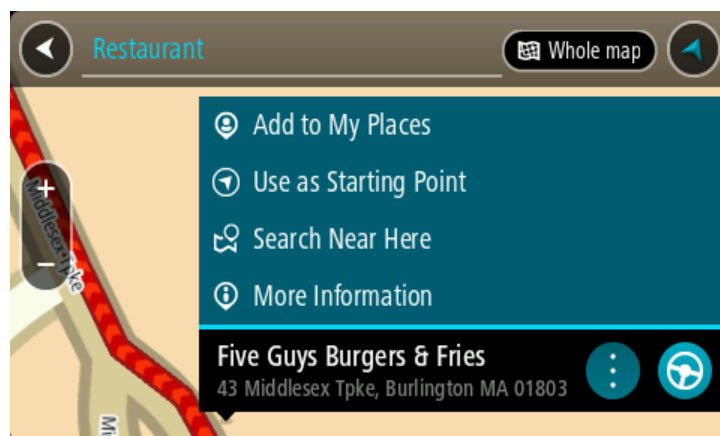 Restaurant
Whole map
Add to My Places
Use as Starting Point
Search Near Here
More Information
+
Middlesex Tpke
−
Five Guys Burgers & Fries
43 Middlesex Tpke, Burlington MA 01803
Mi